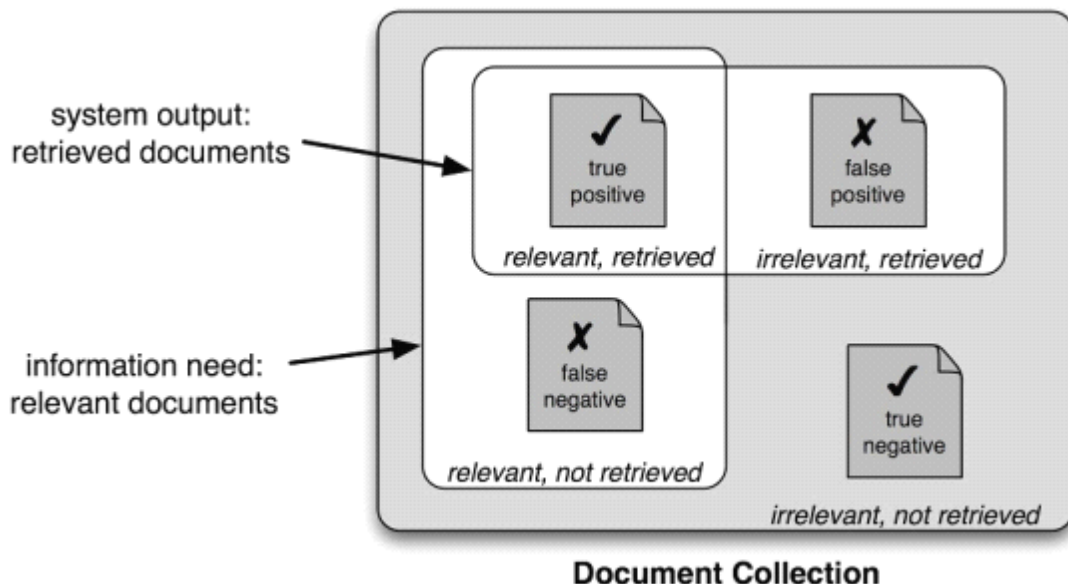 system output:
retrieved documents
true
positive
false
positive
relevant, retrieved
irrelevant, retrieved
information need:
relevant documents
false
negative
true
negative
relevant, not retrieved
irrelevant, not retrieved
Document Collection